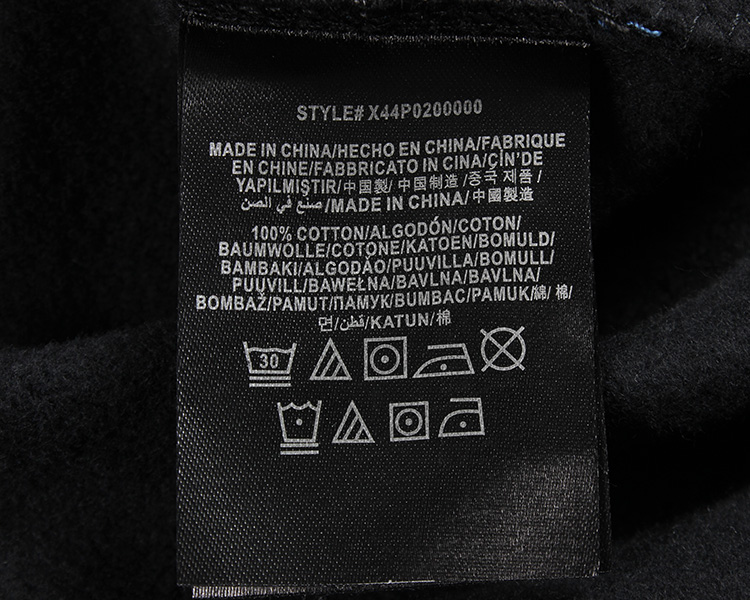 STYLE# X44P0200000
MADE IN CHINA/HECHO EN CHINA/FABRIQUE
EN CHINE/FABBRICATO IN CINA/ÇİN'DE
YAPILMIŞTIR/中国製/中国制造/중국 제품/
صنع في الصن/MADE IN CHINA/中國製造
100% COTTON/ALGODÓN/COTON/
BAUMWOLLE/COTONE/KATOEN/BOMULD/
BAMBAKI/ALGODÃO/PUUVILLA/BOMULL/
PUUVILL/BAWEŁNA/BAVLNA/BAVLNA/
BOMBAŽ/PAMUT/ПАМУК/BUMBAC/PAMUK/綿/棉/
면/قطن/KATUN/棉
30